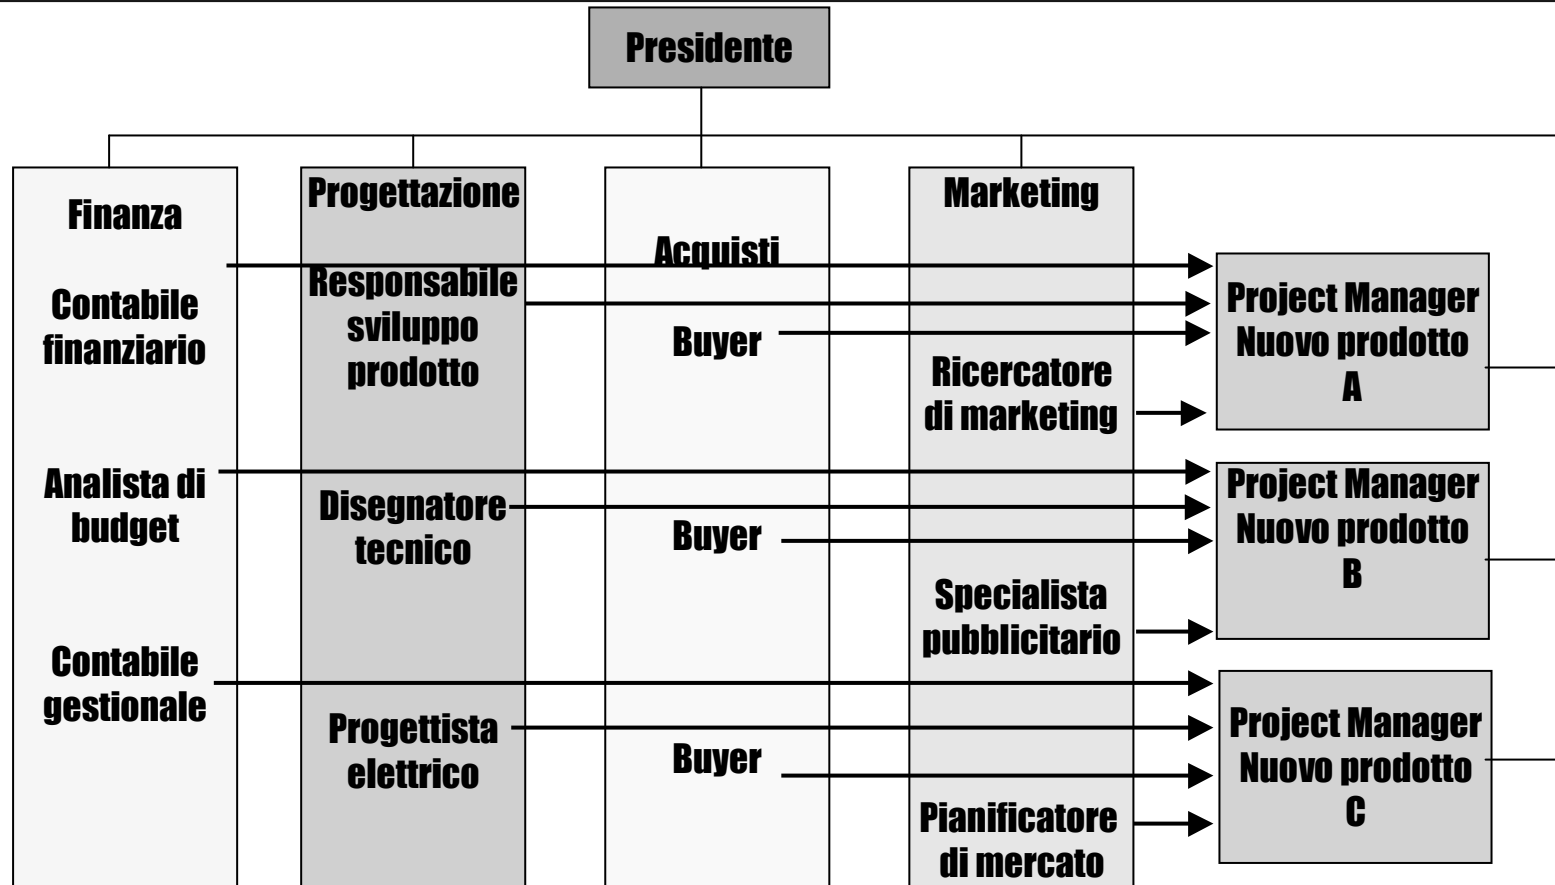 Presidente
Finanza
Contabile
finanziario
Analista di
budget
Contabile
gestionale
Progettazione
Responsabile
sviluppo
prodotto
Disegnatore
tecnico
Progettista
elettrico
Acquisti
Buyer
Buyer
Buyer
Marketing
Ricercatore
di marketing
Specialista
pubblicitario
Pianificatore
di mercato
Project Manager
Nuovo prodotto
A
Project Manager
Nuovo prodotto
B
Project Manager
Nuovo prodotto
C